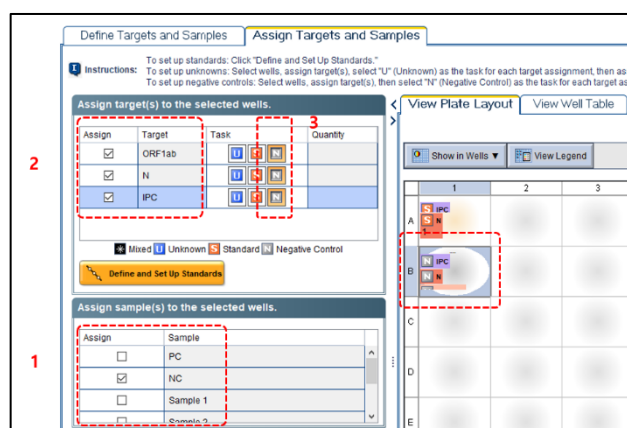 Define Targets and Samples
Assign Targets and Samples
Instructions:
To set up standards: Click "Define and Set Up Standards."
To set up unknowns: Select wells, assign target(s), select "U" (Unknown) as the task for each target assignment, then as
To set up negative controls: Select wells, assign target(s), then select "N" (Negative Control) as the task for each target as
Assign target(s) to the selected wells.
Assign Target Task Quantity
3
2
ORF1ab U S N
N U S N
IPC U S N
Mixed U Unknown S Standard N Negative Control
Define and Set Up Standards
Assign sample(s) to the selected wells.
Assign Sample
1
PC
NC
Sample 1
Sample 2
View Plate Layout
View Well Table
Show in Wells ▼
View Legend
1 2 3
A
S IPC
S N
B
N IPC
N N
C
D
E